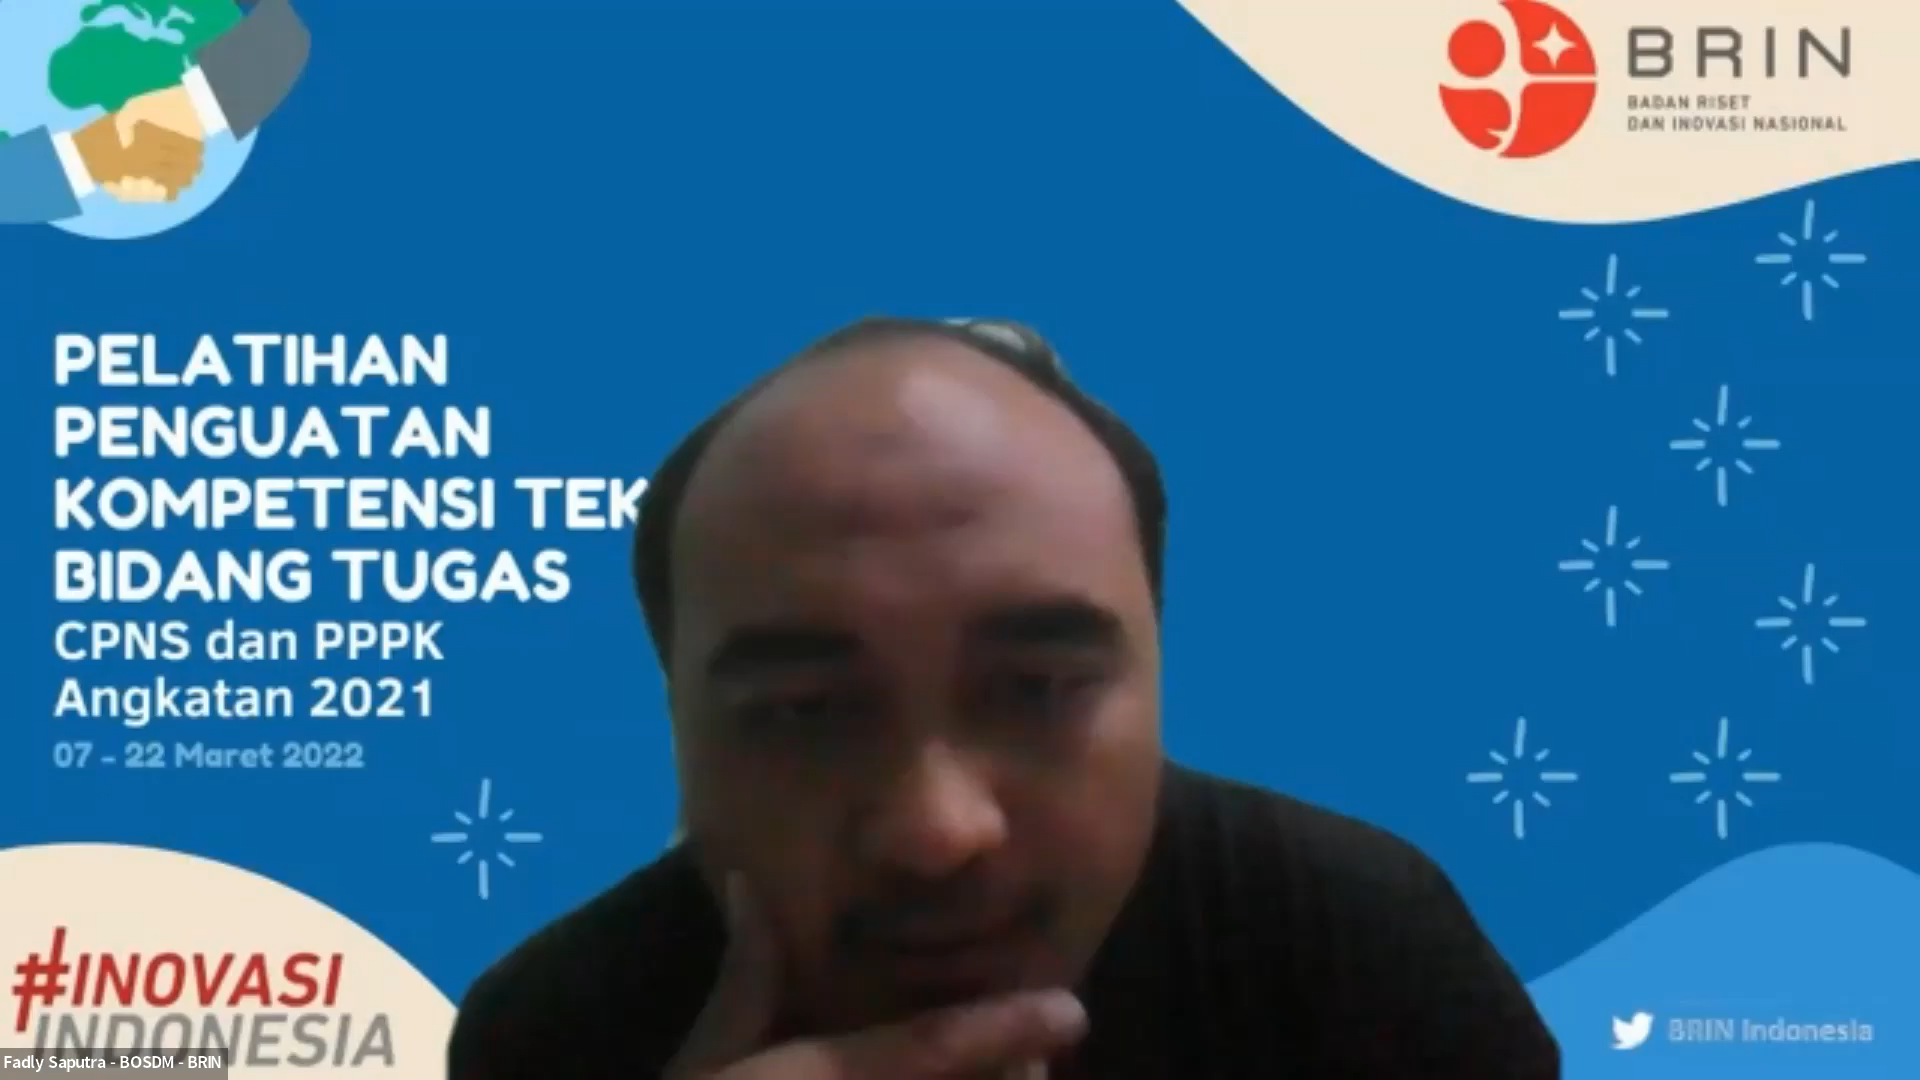 BRIN
BADAN RISET
DAN INOVASI NASIONAL
PELATIHAN
PENGUATAN
KOMPETENSI TEK
BIDANG TUGAS
CPNS dan PPPK
Angkatan 2021
07 - 22 Maret 2022
#INOVASI
INDONESIA
Fadly Saputra - BOSDM - BRIN
BRIN Indonesia